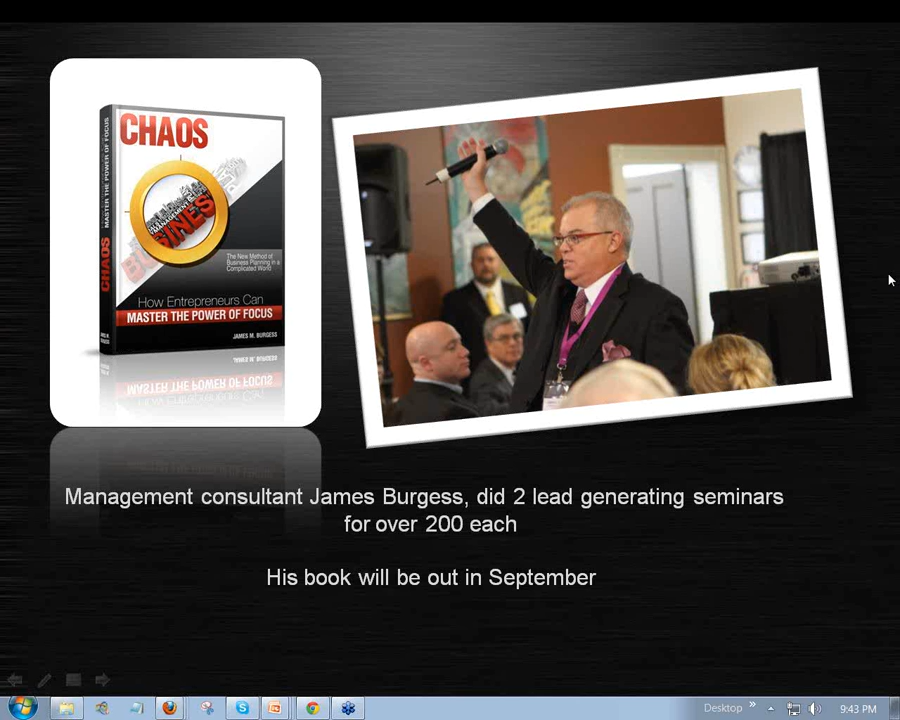 CHAOS
MASTER THE POWER OF FOCUS
CHAOS
The New Method of
Business Planning in a
Complicated World
How Entrepreneurs Can
MASTER THE POWER OF FOCUS
JAMES M. BURGESS
Management consultant James Burgess, did 2 lead generating seminars
for over 200 each
His book will be out in September
Desktop
9:43 PM